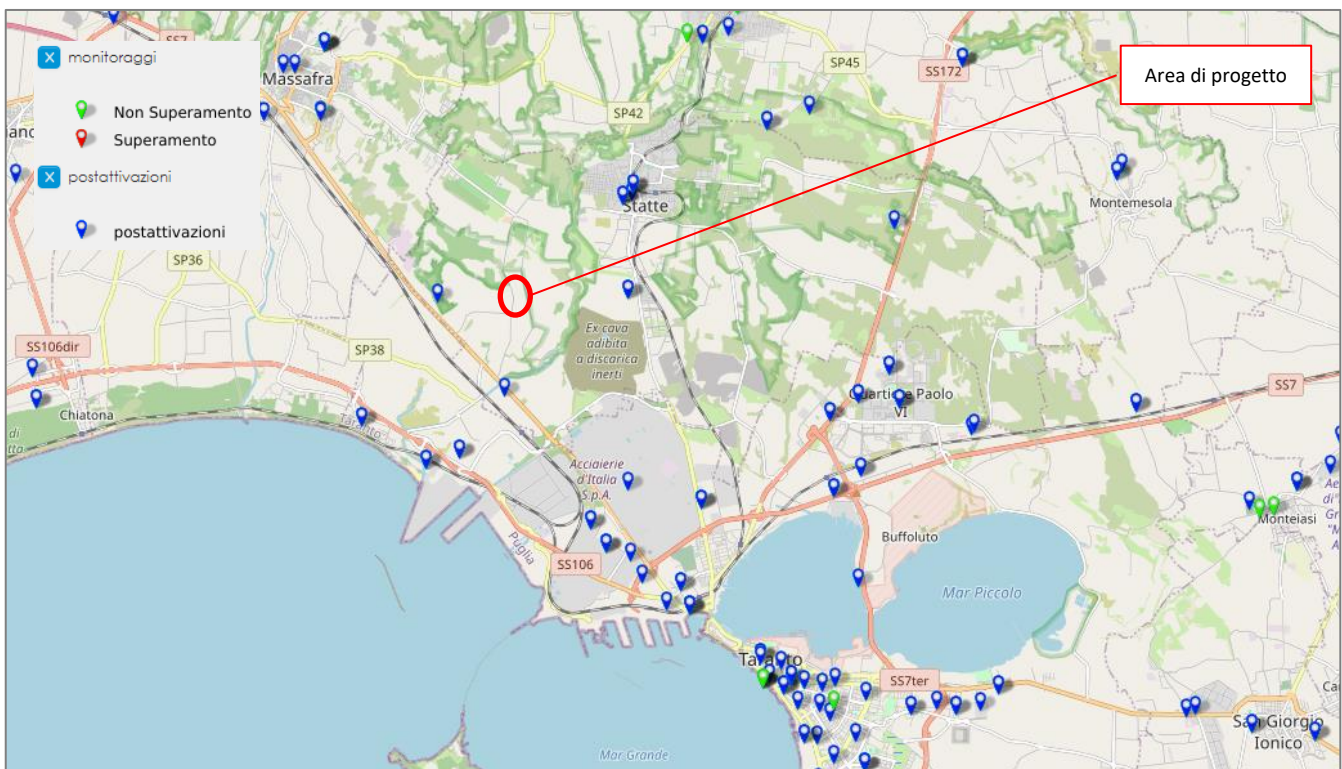 SS7
X monitoraggi
Non Superamento
Superamento
X postattivazioni
postattivazioni
Massafra
SP42
SP45
SS172
Area di progetto
Statte
Montemesola
SP36
Ex cava
adibita
a discarica
inerti
SS106dir
SP38
Chiatona
Taranto
Paolo
VI
SS7
Acciaierie
d'Italia
S.p.A.
Puglia
SS106
Buffoluto
Monteiasi
Mar Piccolo
Taranto
SS7ter
San Giorgio
Ionico
Mar Grande